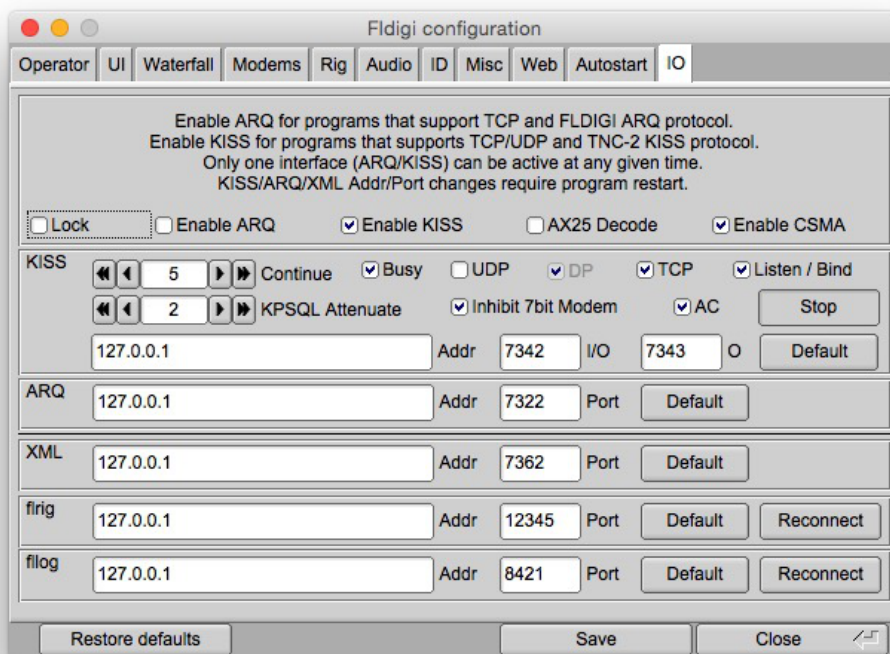 Fldigi configuration
Operator UI Waterfall Modems Rig Audio ID Misc Web Autostart IO
Enable ARQ for programs that support TCP and FLDIGI ARQ protocol.
Enable KISS for programs that supports TCP/UDP and TNC-2 KISS protocol.
Only one interface (ARQ/KISS) can be active at any given time.
KISS/ARQ/XML Addr/Port changes require program restart.
Lock Enable ARQ Enable KISS AX25 Decode Enable CSMA
KISS 5 Continue Busy UDP DP TCP Listen / Bind
2 KPSQL Attenuate Inhibit 7bit Modem AC Stop
127.0.0.1 Addr 7342 I/O 7343 O Default
ARQ 127.0.0.1 Addr 7322 Port Default
XML 127.0.0.1 Addr 7362 Port Default
flrig 127.0.0.1 Addr 12345 Port Default Reconnect
fllog 127.0.0.1 Addr 8421 Port Default Reconnect
Restore defaults Save Close